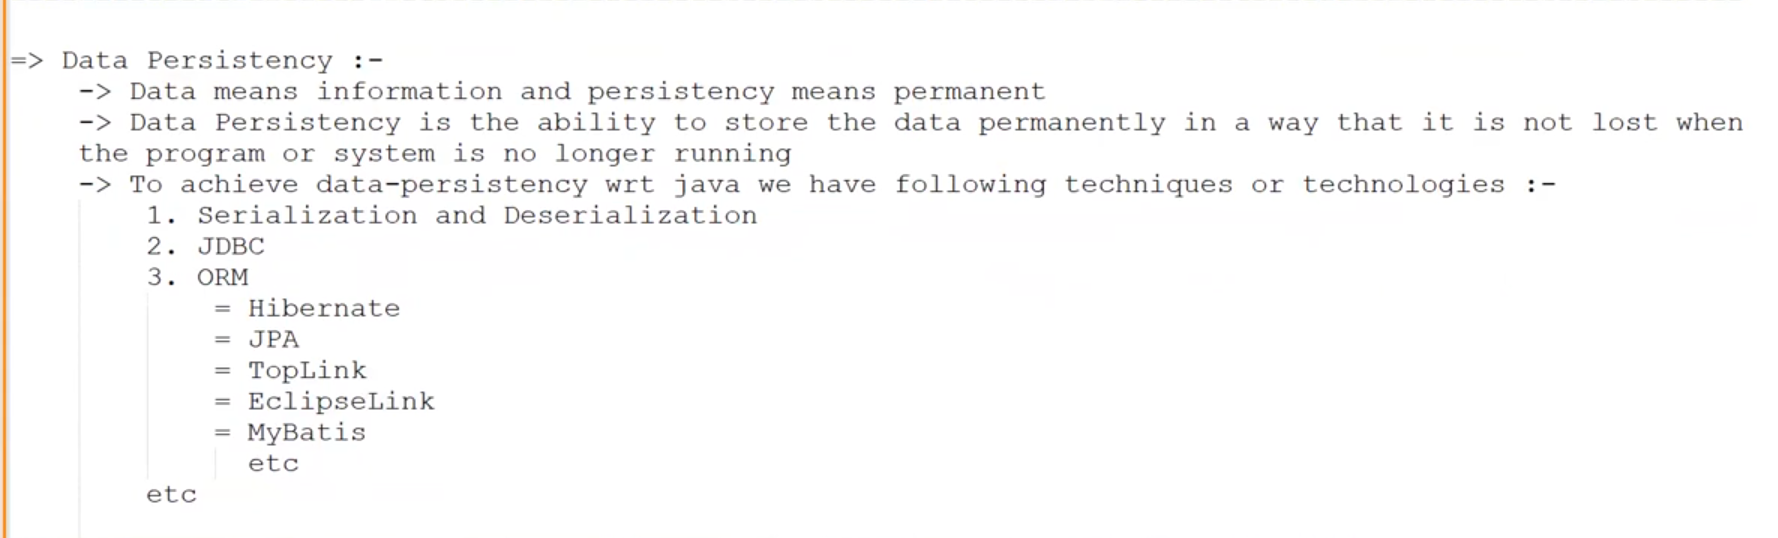 => Data Persistency :-
-> Data means information and persistency means permanent
-> Data Persistency is the ability to store the data permanently in a way that it is not lost when
the program or system is no longer running
-> To achieve data-persistency wrt java we have following techniques or technologies :-
1. Serialization and Deserialization
2. JDBC
3. ORM
= Hibernate
= JPA
= TopLink
= EclipseLink
= MyBatis
etc
etc